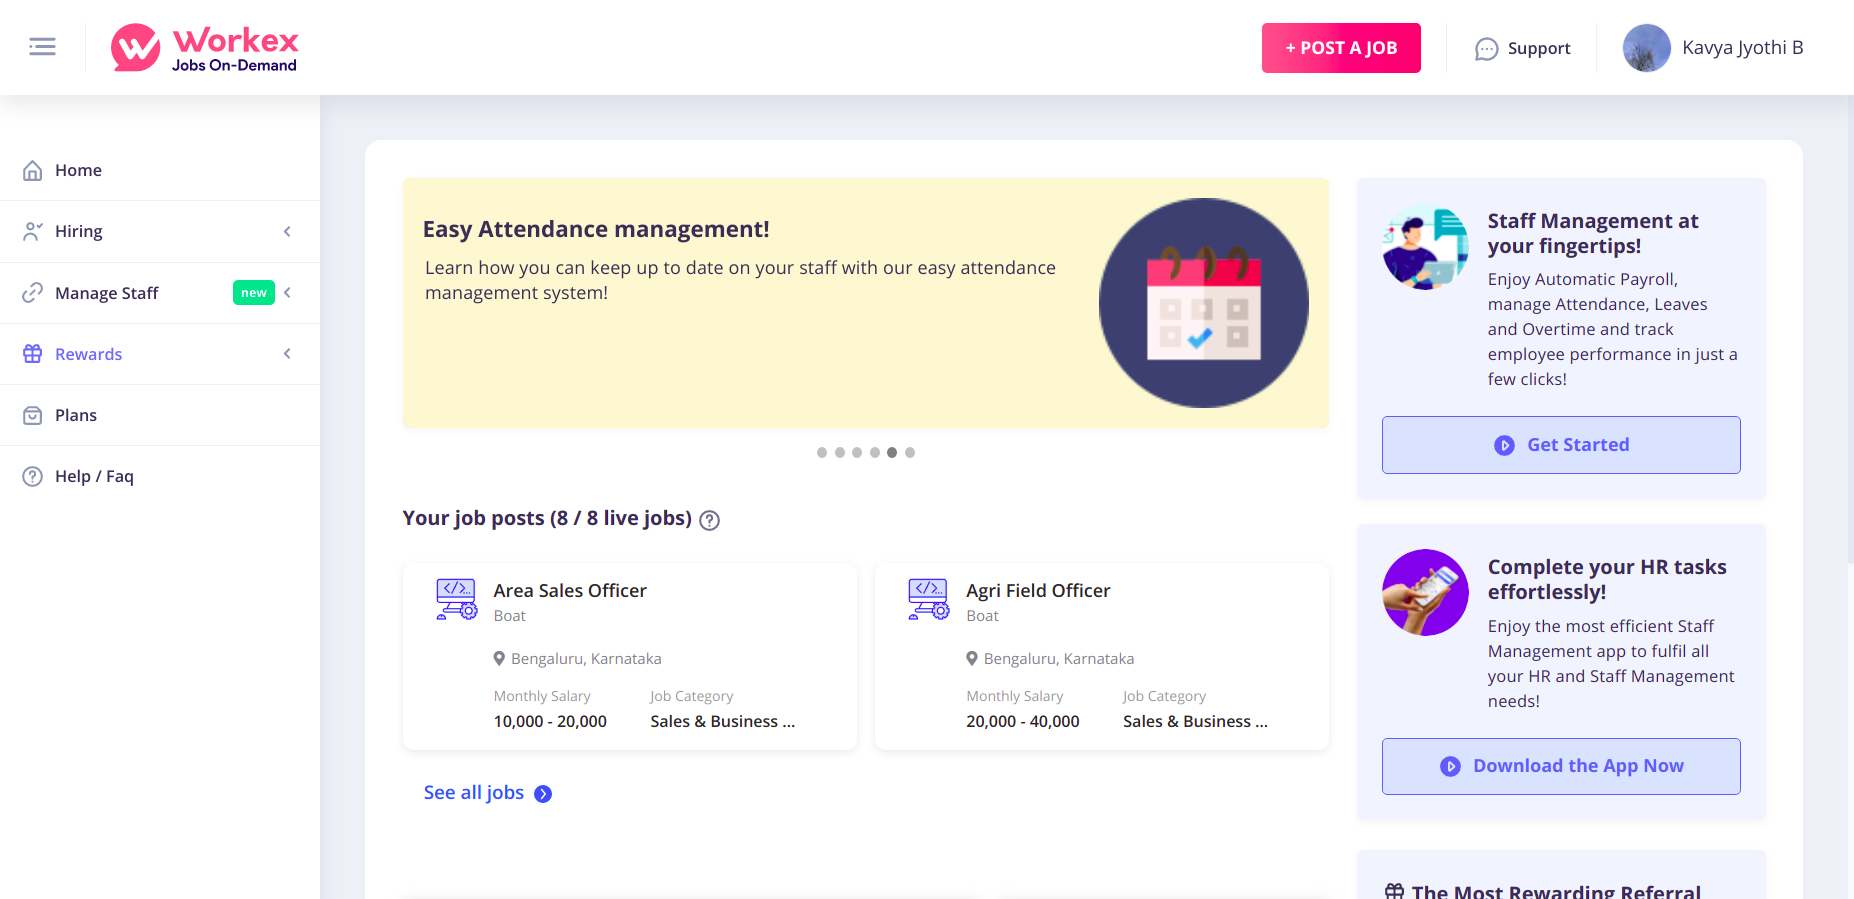 Workex
Jobs On-Demand
+ POST A JOB
Support
Kavya Jyothi B
Home
Hiring
Manage Staff
new
Rewards
Plans
Help / Faq
Easy Attendance management!
Learn how you can keep up to date on your staff with our easy attendance
management system!
Your job posts (8 / 8 live jobs)
Area Sales Officer
Boat
Bengaluru, Karnataka
Monthly Salary
Job Category
10,000 - 20,000
Sales & Business ...
Agri Field Officer
Boat
Bengaluru, Karnataka
Monthly Salary
Job Category
20,000 - 40,000
Sales & Business ...
See all jobs
Staff Management at
your fingertips!
Enjoy Automatic Payroll,
manage Attendance, Leaves
and Overtime and track
employee performance in just a
few clicks!
Get Started
Complete your HR tasks
effortlessly!
Enjoy the most efficient Staff
Management app to fulfil all
your HR and Staff Management
needs!
Download the App Now
The Most Rewarding Referral